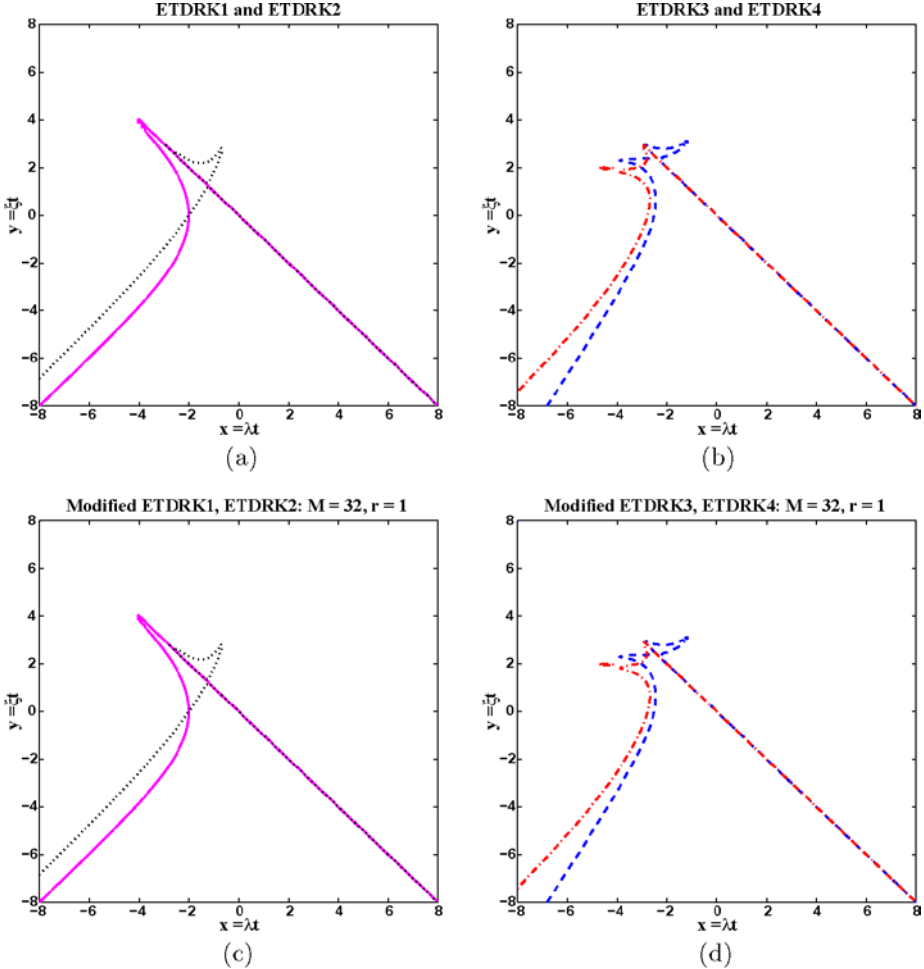 ETDRK1 and ETDRK2
8
6
4
2
0
−2
−4
−6
−8
y =ξt
−8 −6 −4 −2 0 2 4 6 8
x =λt
(a)
ETDRK3 and ETDRK4
8
6
4
2
0
−2
−4
−6
−8
y =ξt
−8 −6 −4 −2 0 2 4 6 8
x =λt
(b)
Modified ETDRK1, ETDRK2: M = 32, r = 1
8
6
4
2
0
−2
−4
−6
−8
y =ξt
−8 −6 −4 −2 0 2 4 6 8
x =λt
(c)
Modified ETDRK3, ETDRK4: M = 32, r = 1
8
6
4
2
0
−2
−4
−6
−8
y =ξt
−8 −6 −4 −2 0 2 4 6 8
x =λt
(d)